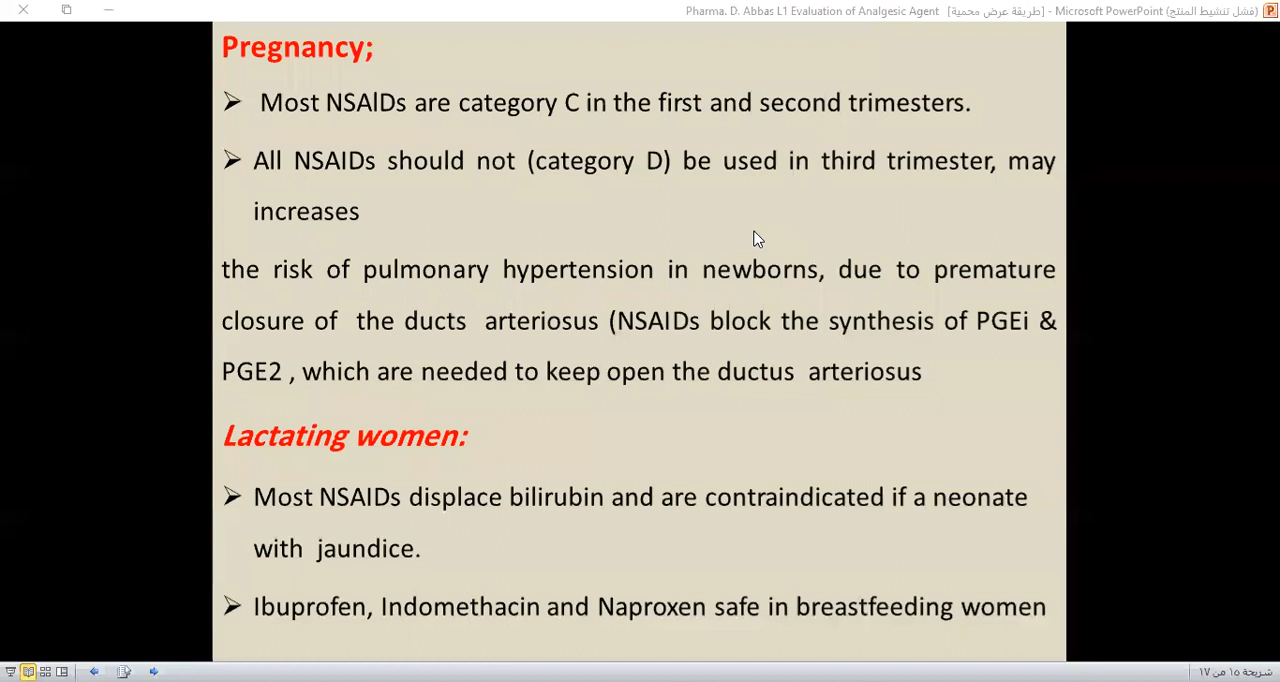 Pharma. D. Abbas L1 Evaluation of Analgesic Agent [طريقة عرض محمية] - Microsoft PowerPoint (فشل تنشيط المنتج)
Pregnancy;
➢ Most NSAlDs are category C in the first and second trimesters.
➢ All NSAIDs should not (category D) be used in third trimester, may
increases
the risk of pulmonary hypertension in newborns, due to premature
closure of the ducts arteriosus (NSAIDs block the synthesis of PGEi &
PGE2 , which are needed to keep open the ductus arteriosus
Lactating women:
➢ Most NSAIDs displace bilirubin and are contraindicated if a neonate
with jaundice.
➢ Ibuprofen, Indomethacin and Naproxen safe in breastfeeding women
شريحة ١٥ من ١٧